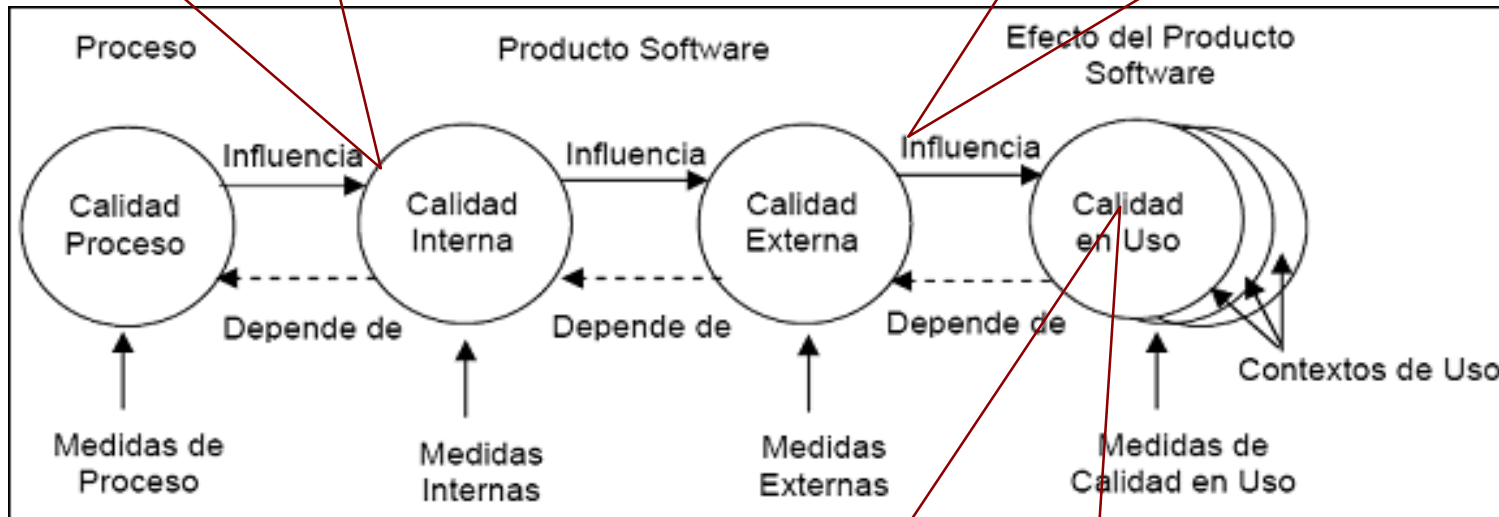 Proceso
Producto Software
Efecto del Producto
Software
Influencia
Influencia
Influencia
Calidad
Proceso
Calidad
Interna
Calidad
Externa
Calidad
en Uso
Depende de
Depende de
Depende de
Contextos de Uso
Medidas de
Proceso
Medidas
Internas
Medidas
Externas
Medidas de
Calidad en Uso